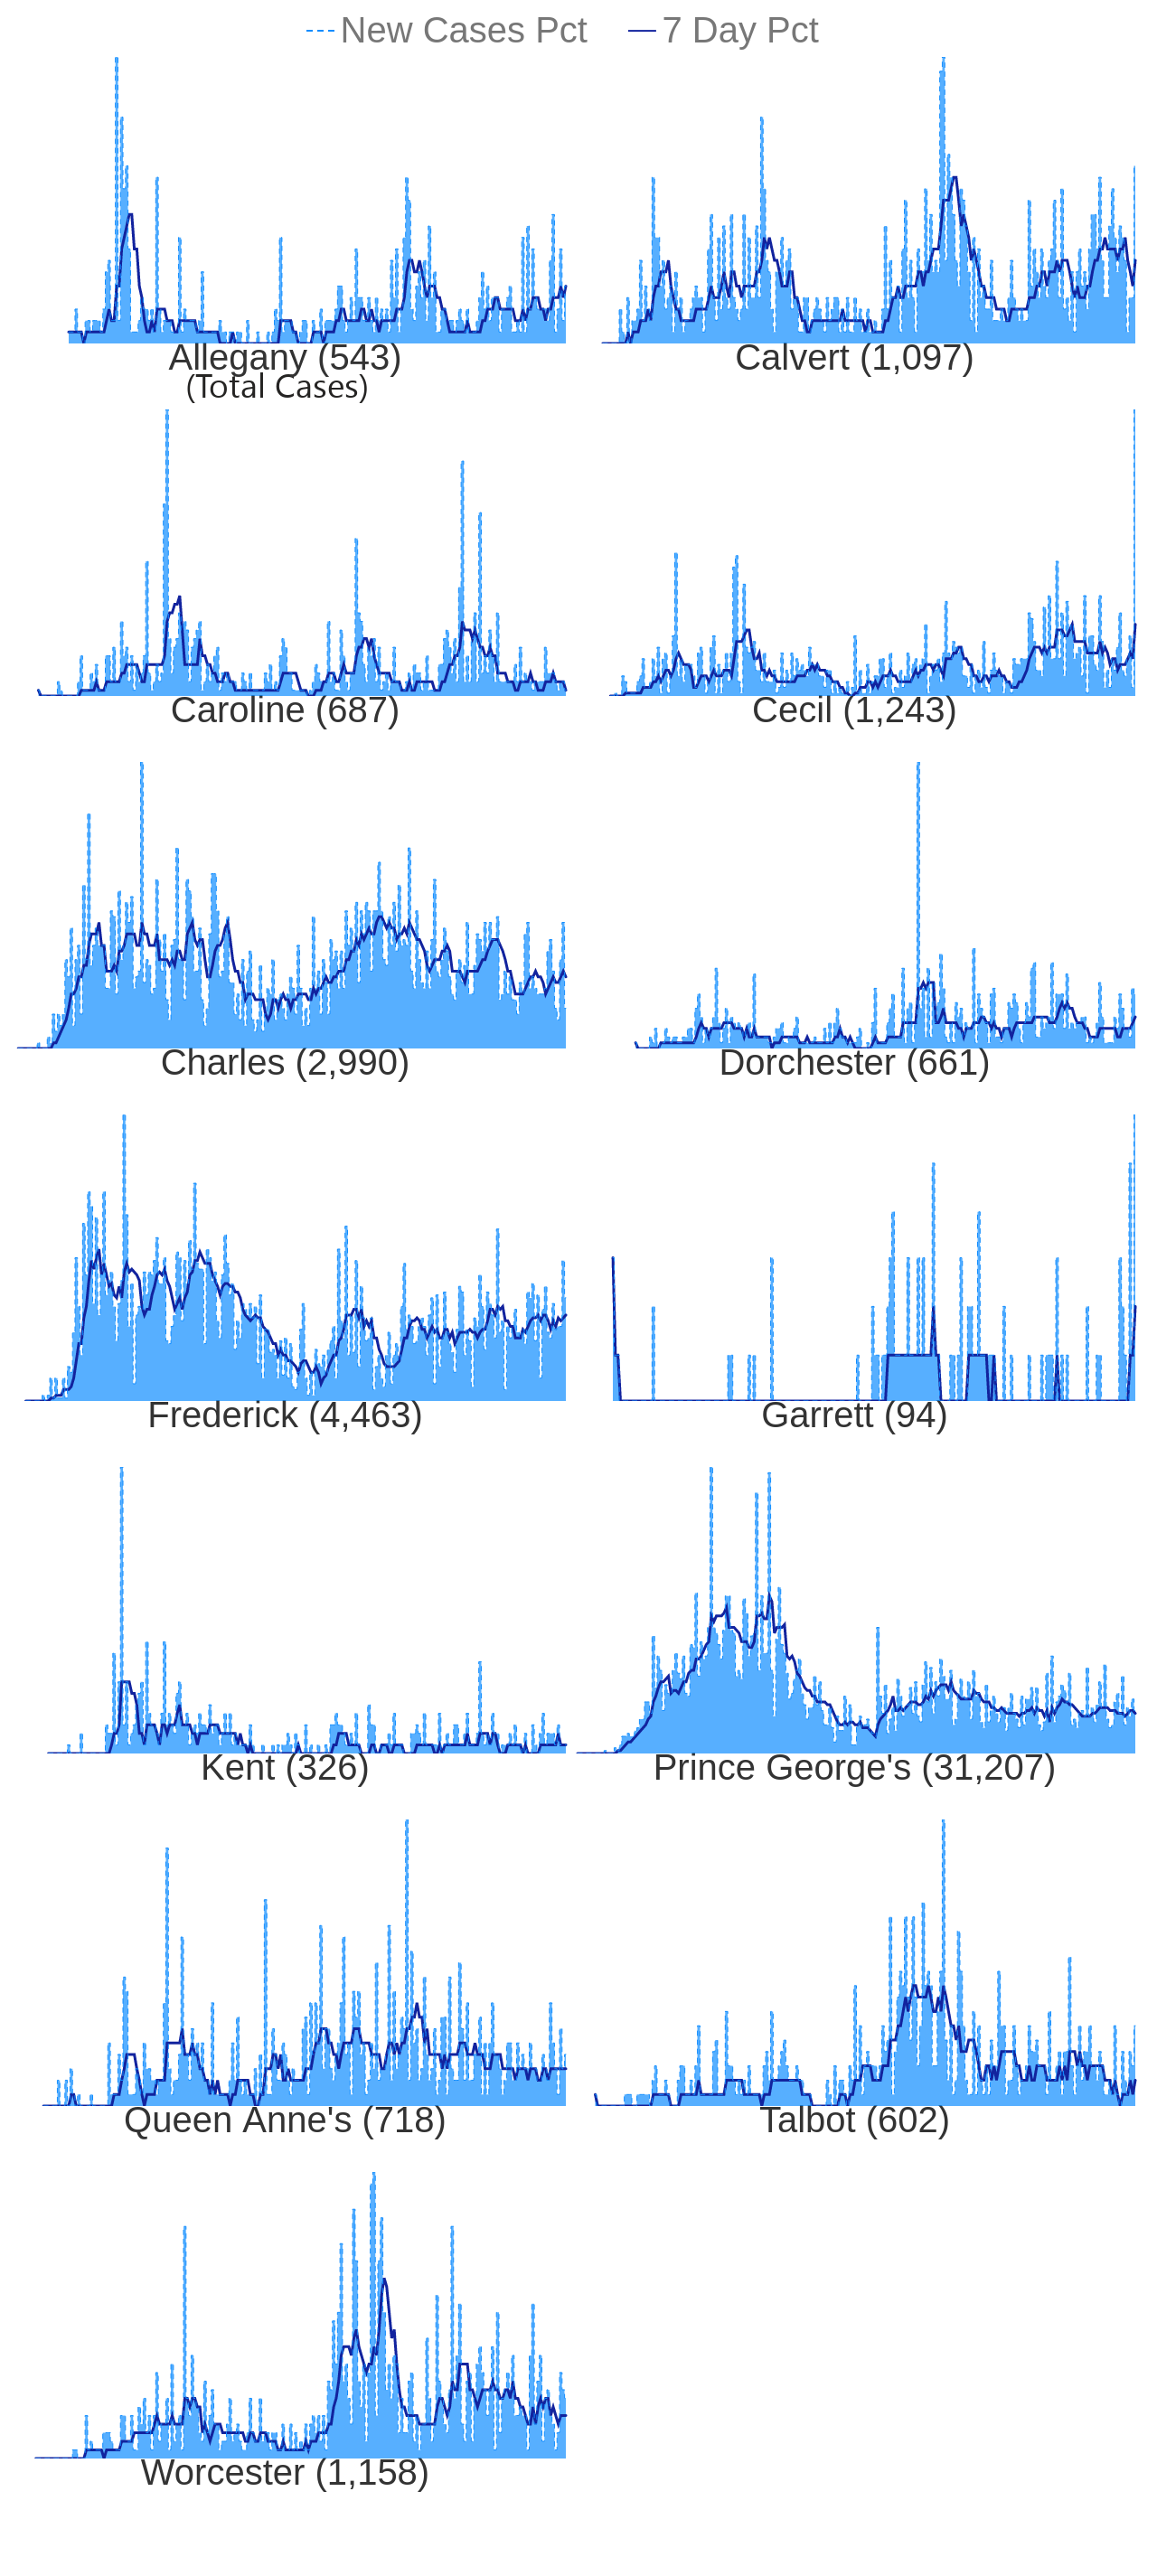 New Cases Pct 7 Day Pct
Allegany (543) Calvert (1,097)
(Total Cases)
Caroline (687) Cecil (1,243)
Charles (2,990) Dorchester (661)
Frederick (4,463) Garrett (94)
Kent (326) Prince George's (31,207)
Queen Anne's (718) Talbot (602)
Worcester (1,158)